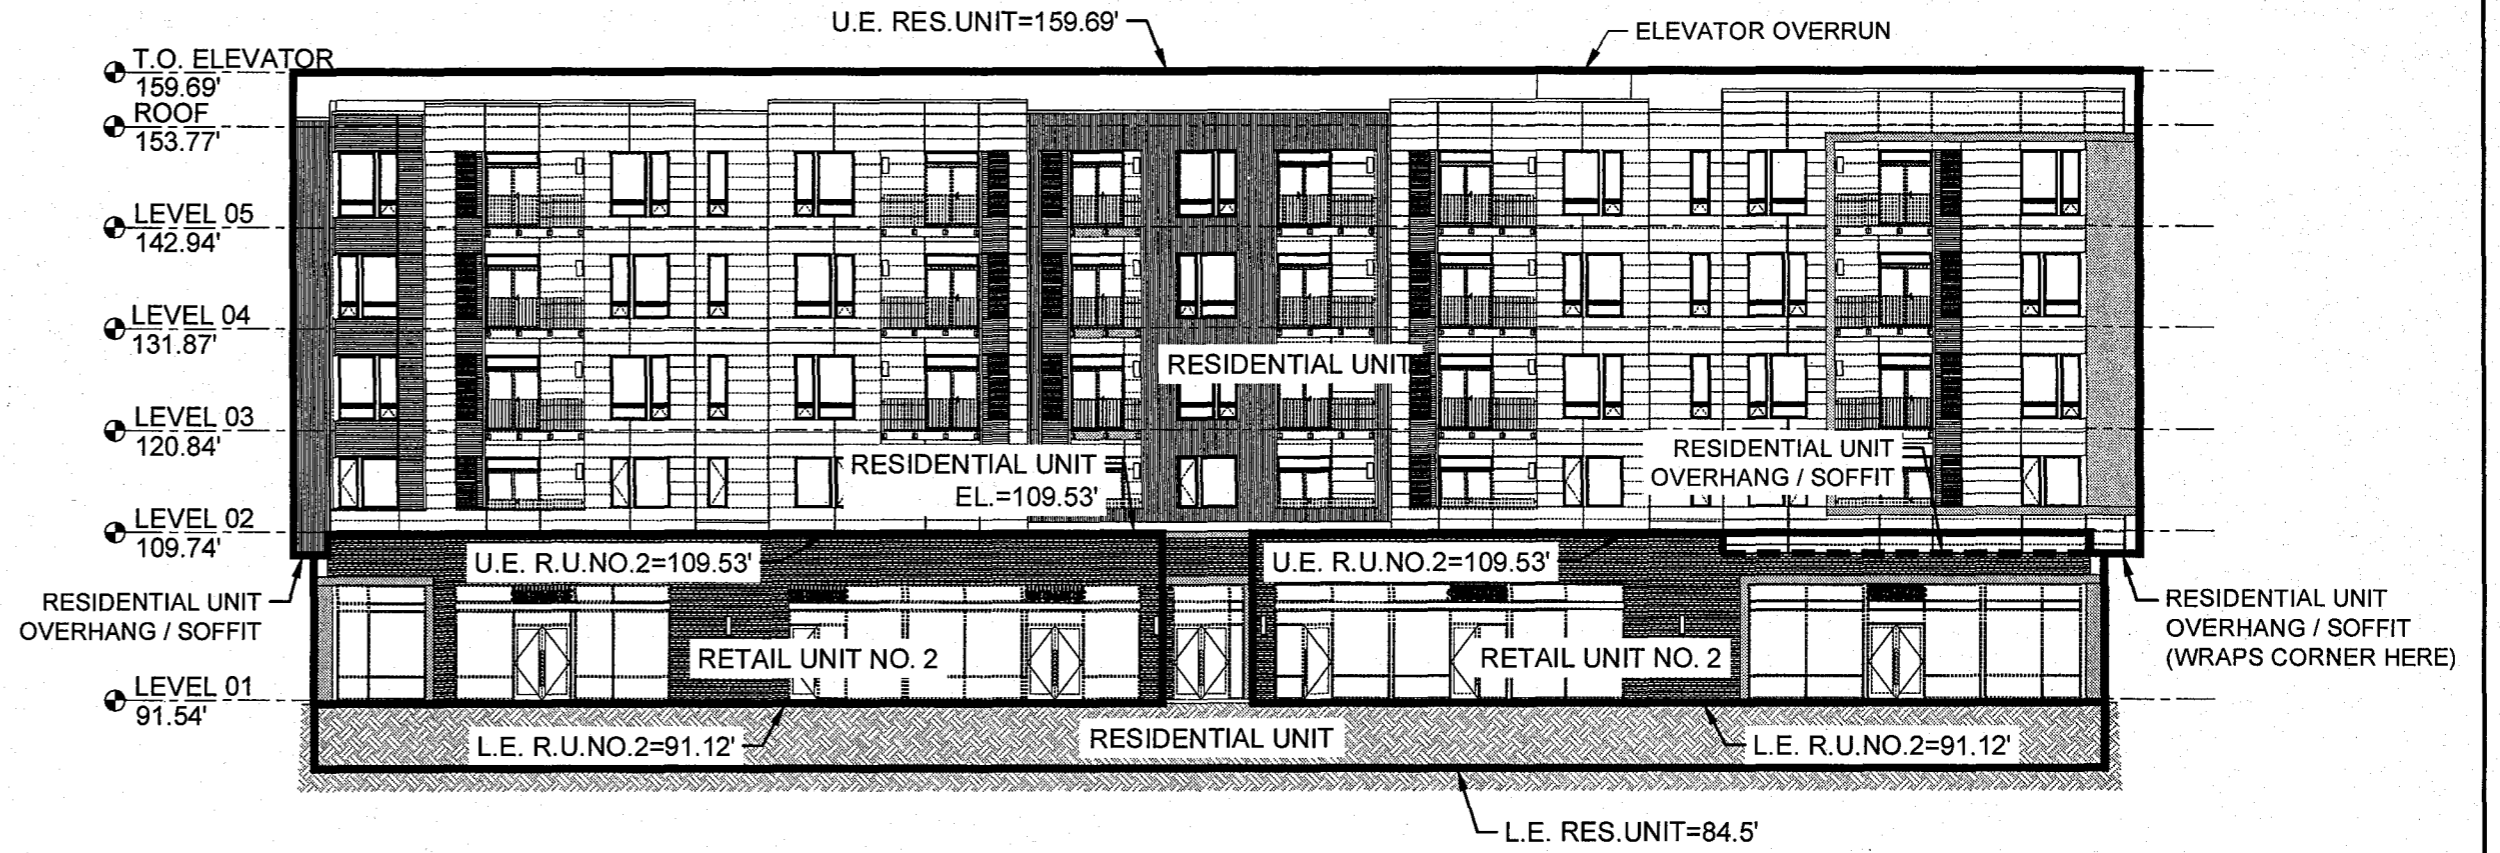 U.E. RES.UNIT=159.69'
ELEVATOR OVERRUN
T.O. ELEVATOR
159.69'
ROOF
153.77'
LEVEL 05
142.94'
LEVEL 04
131.87'
RESIDENTIAL UNIT
LEVEL 03
120.84'
RESIDENTIAL UNIT
EL.=109.53'
RESIDENTIAL UNIT
OVERHANG / SOFFIT
LEVEL 02
109.74'
U.E. R.U.NO.2=109.53'
U.E. R.U.NO.2=109.53'
RESIDENTIAL UNIT
OVERHANG / SOFFIT
RESIDENTIAL UNIT
OVERHANG / SOFFIT
(WRAPS CORNER HERE)
RETAIL UNIT NO. 2
RETAIL UNIT NO. 2
LEVEL 01
91.54'
L.E. R.U.NO.2=91.12'
RESIDENTIAL UNIT
L.E. R.U.NO.2=91.12'
L.E. RES.UNIT=84.5'